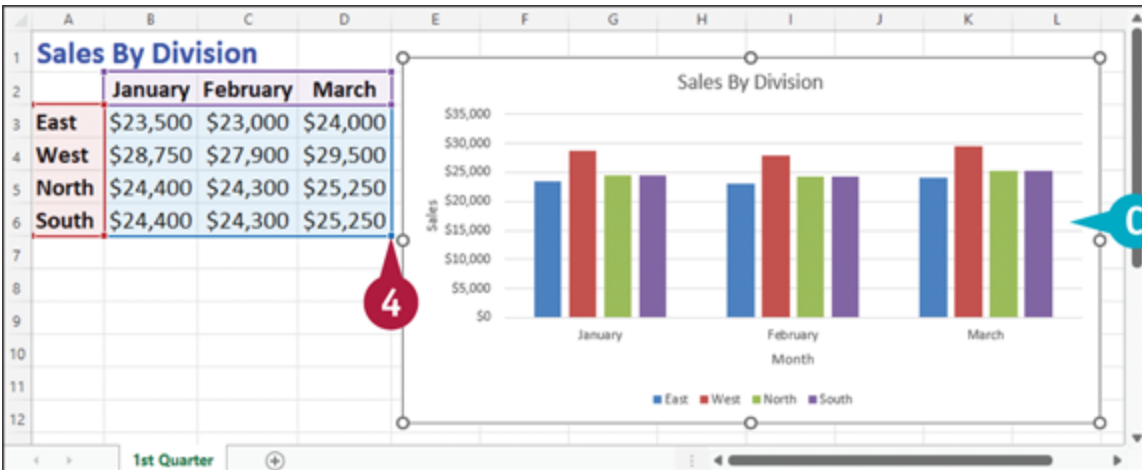 A B C D E F G H I J K L
1 Sales By Division
2 January February March
3 East $23,500 $23,000 $24,000
4 West $28,750 $27,900 $29,500
5 North $24,400 $24,300 $25,250
6 South $24,400 $24,300 $25,250
7
8
9
10
11
12
4
Sales By Division
$35,000
$30,000
$25,000
$20,000
$15,000
$10,000
$5,000
$0
Sales
January February March
Month
East West North South
C
1st Quarter